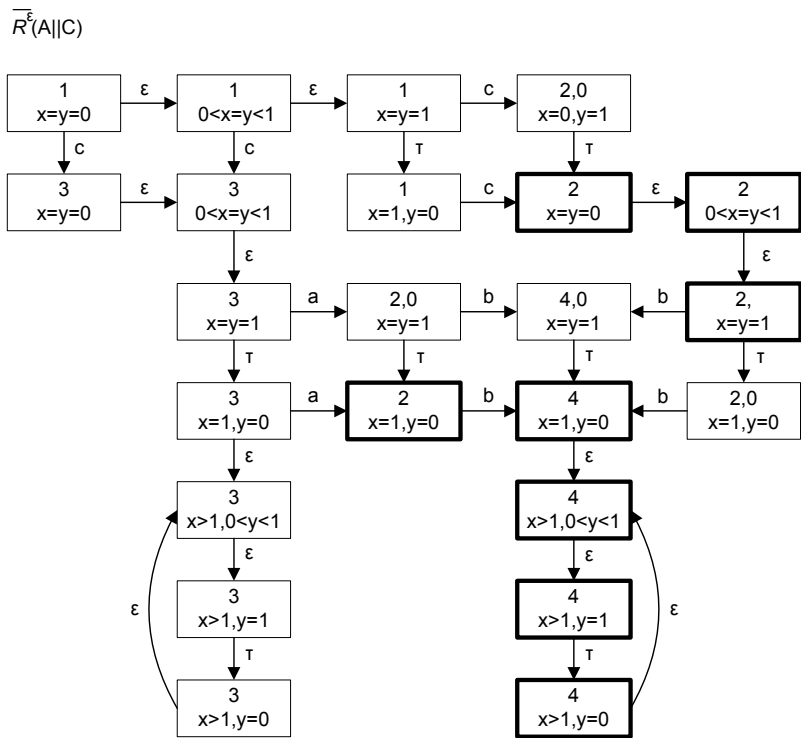 R̅ᵋ(A||C)
1 ε 1 ε 1 c 2,0
x=y=0 0<x=y<1 x=y=1 x=0,y=1
c c τ τ
3 ε 3 1 c 2 ε 2
x=y=0 0<x=y<1 x=1,y=0 x=y=0 0<x=y<1
ε ε
3 a 2,0 b 4,0 b 2,
x=y=1 x=y=1 x=y=1 x=y=1
τ τ τ τ
3 a 2 b 4 b 2,0
x=1,y=0 x=1,y=0 x=1,y=0 x=1,y=0
ε ε
3 4
x>1,0<y<1 x>1,0<y<1
ε ε
ε 3 4 ε
x>1,y=1 x>1,y=1
τ τ
3 4
x>1,y=0 x>1,y=0